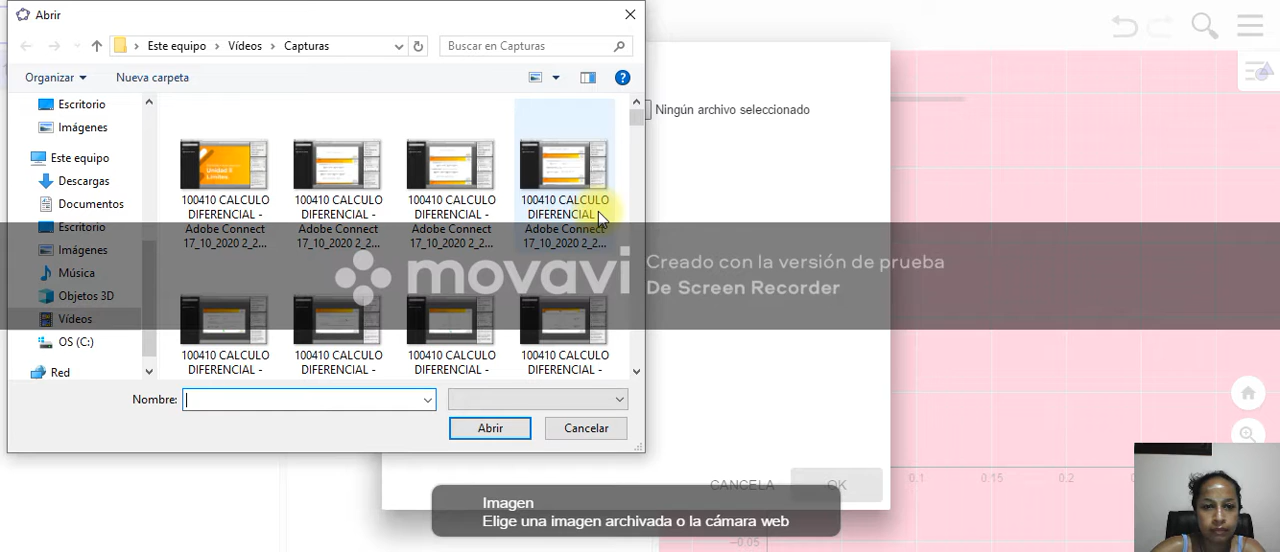 Abrir
Este equipo
Vídeos
Capturas
Buscar en Capturas
Organizar
Nueva carpeta
Ningún archivo seleccionado
Escritorio
Imágenes
Este equipo
Descargas
Documentos
Escritorio
Imágenes
Música
Objetos 3D
Vídeos
OS (C:)
Red
100410 CALCULO
DIFERENCIAL -
Adobe Connect
17_10_2020 2_2...
100410 CALCULO
DIFERENCIAL -
Adobe Connect
17_10_2020 2_2...
100410 CALCULO
DIFERENCIAL -
Adobe Connect
17_10_2020 2_2...
100410 CALCULO
DIFERENCIAL -
Adobe Connect
17_10_2020 2_2...
100410 CALCULO
DIFERENCIAL -
100410 CALCULO
DIFERENCIAL -
100410 CALCULO
DIFERENCIAL -
100410 CALCULO
DIFERENCIAL -
movavi
Creado con la versión de prueba
De Screen Recorder
Nombre:
Abrir
Cancelar
CANCELA
OK
Imagen
Elige una imagen archivada o la cámara web
0.1
0.15
0.2
-0.05